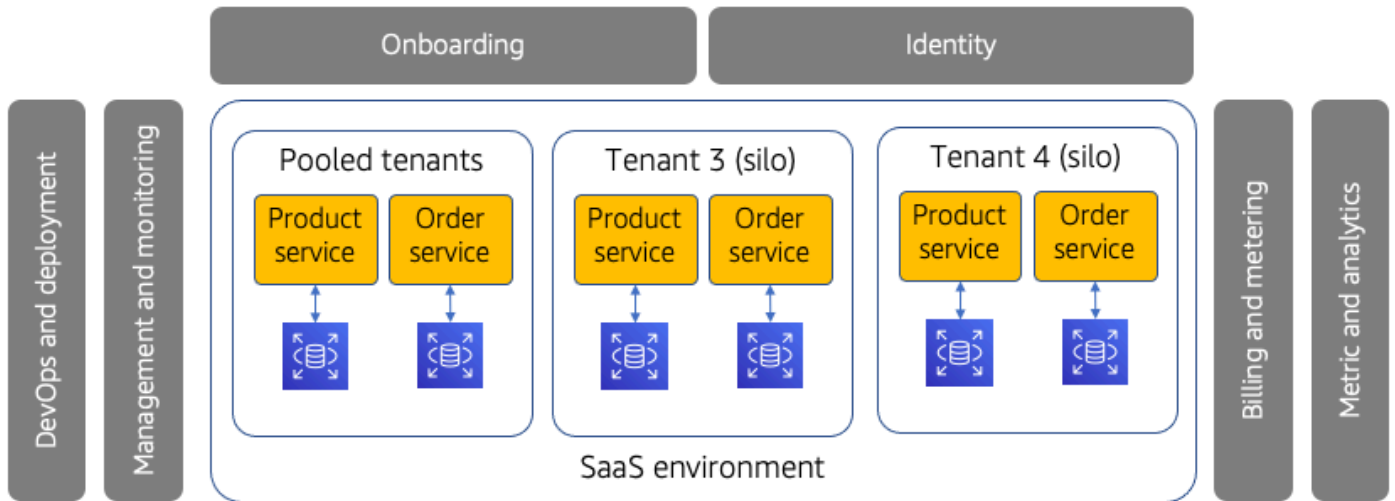 Onboarding
Identity
DevOps and deployment
Management and monitoring
Pooled tenants
Product
service
Order
service
Tenant 3 (silo)
Product
service
Order
service
Tenant 4 (silo)
Product
service
Order
service
SaaS environment
Billing and metering
Metric and analytics